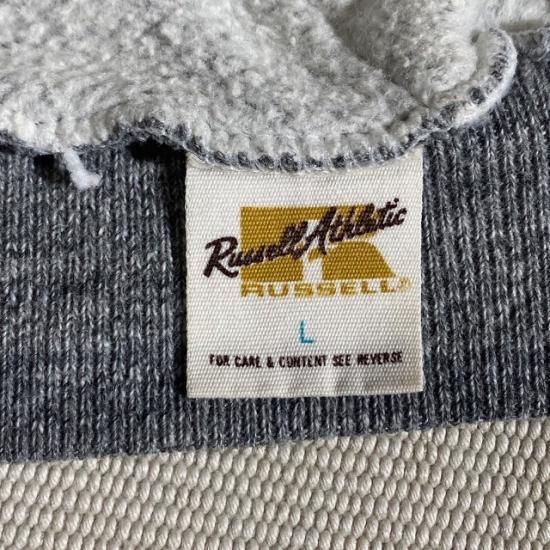 Russell Athletic
RUSSELL®
L
FOR CARE & CONTENT SEE REVERSE